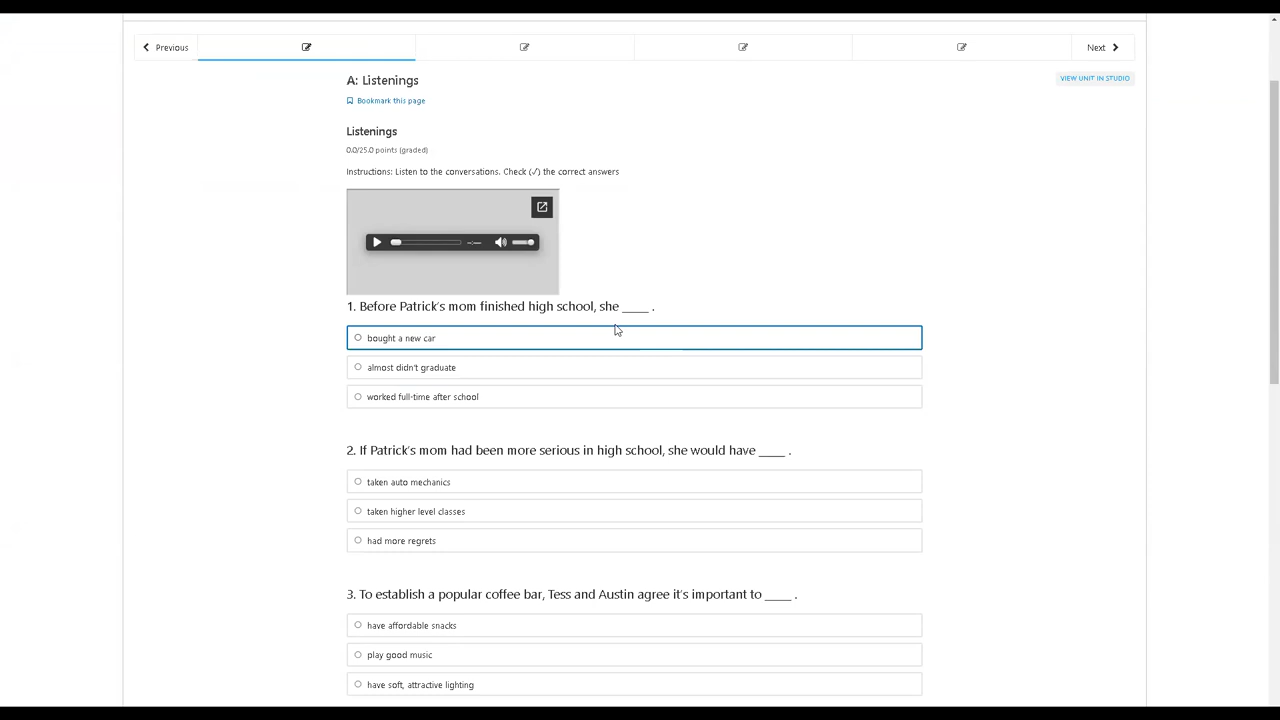 Previous
Next
A: Listenings
VIEW UNIT IN STUDIO
Bookmark this page
Listenings
0.0/25.0 points (graded)
Instructions: Listen to the conversations. Check (√) the correct answers
--:--
1. Before Patrick's mom finished high school, she ____ .
bought a new car
almost didn't graduate
worked full-time after school
2. If Patrick's mom had been more serious in high school, she would have ____ .
taken auto mechanics
taken higher level classes
had more regrets
3. To establish a popular coffee bar, Tess and Austin agree it's important to ____ .
have affordable snacks
play good music
have soft, attractive lighting